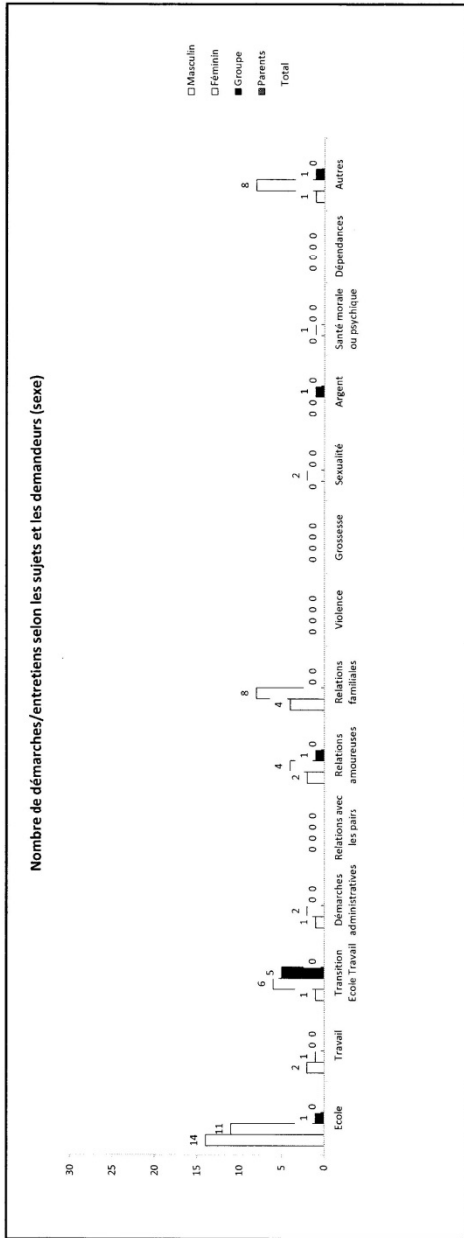 Nombre de démarches/entretiens selon les sujets et les demandeurs (sexe)
Masculin
Féminin
Groupe
Parents
Total
30
25
20
15
10
5
0
14
11
1
0
Ecole
2
1
0
0
Travail
1
6
5
0
Transition
Ecole Travail
1
2
0
0
Démarches
administratives
0 0 0 0
Relations avec
les pairs
2
4
1
0
Relations
amoureuses
4
8
0 0
Relations
familiales
0 0 0 0
Violence
0 0 0 0
Grossesse
0
2
0 0
Sexualité
0 0
1
0
Argent
0
1
0 0
Santé morale
ou psychique
0 0 0 0
Dépendances
1
8
1
0
Autres